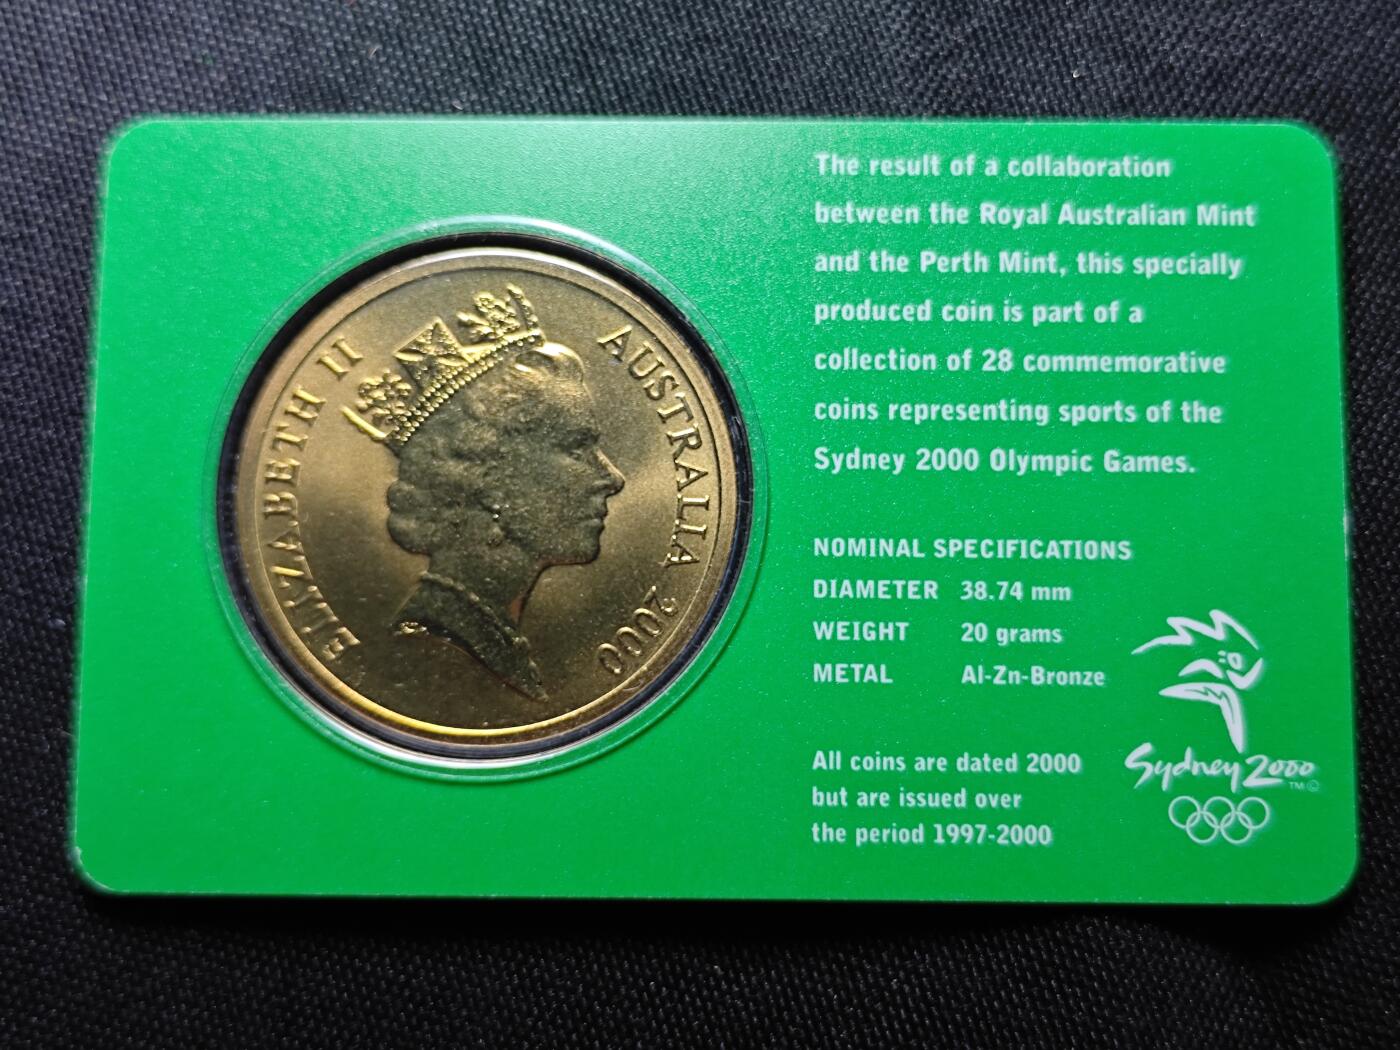 ELIZABETH II
AUSTRALIA 2000
The result of a collaboration
between the Royal Australian Mint
and the Perth Mint, this specially
produced coin is part of a
collection of 28 commemorative
coins representing sports of the
Sydney 2000 Olympic Games.
NOMINAL SPECIFICATIONS
DIAMETER 38.74 mm
WEIGHT 20 grams
METAL Al-Zn-Bronze
All coins are dated 2000
but are issued over
the period 1997-2000
Sydney 2000
TM ©